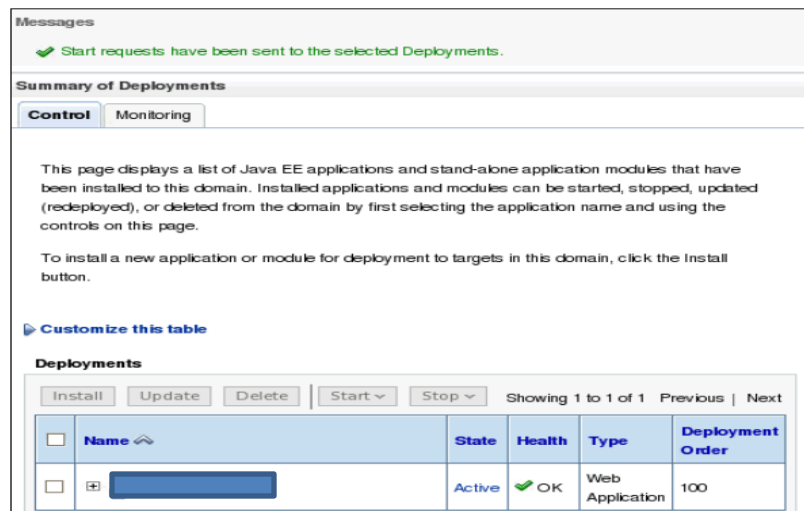 Messages
Start requests have been sent to the selected Deployments.
Summary of Deployments
Control Monitoring
This page displays a list of Java EE applications and stand-alone application modules that have
been installed to this domain. Installed applications and modules can be started, stopped, updated
(redeployed), or deleted from the domain by first selecting the application name and using the
controls on this page.
To install a new application or module for deployment to targets in this domain, click the Install
button.
Customize this table
Deployments
Install Update Delete Start Stop Showing 1 to 1 of 1 Previous | Next
Name State Health Type Deployment
Order
Active OK Web
Application 100